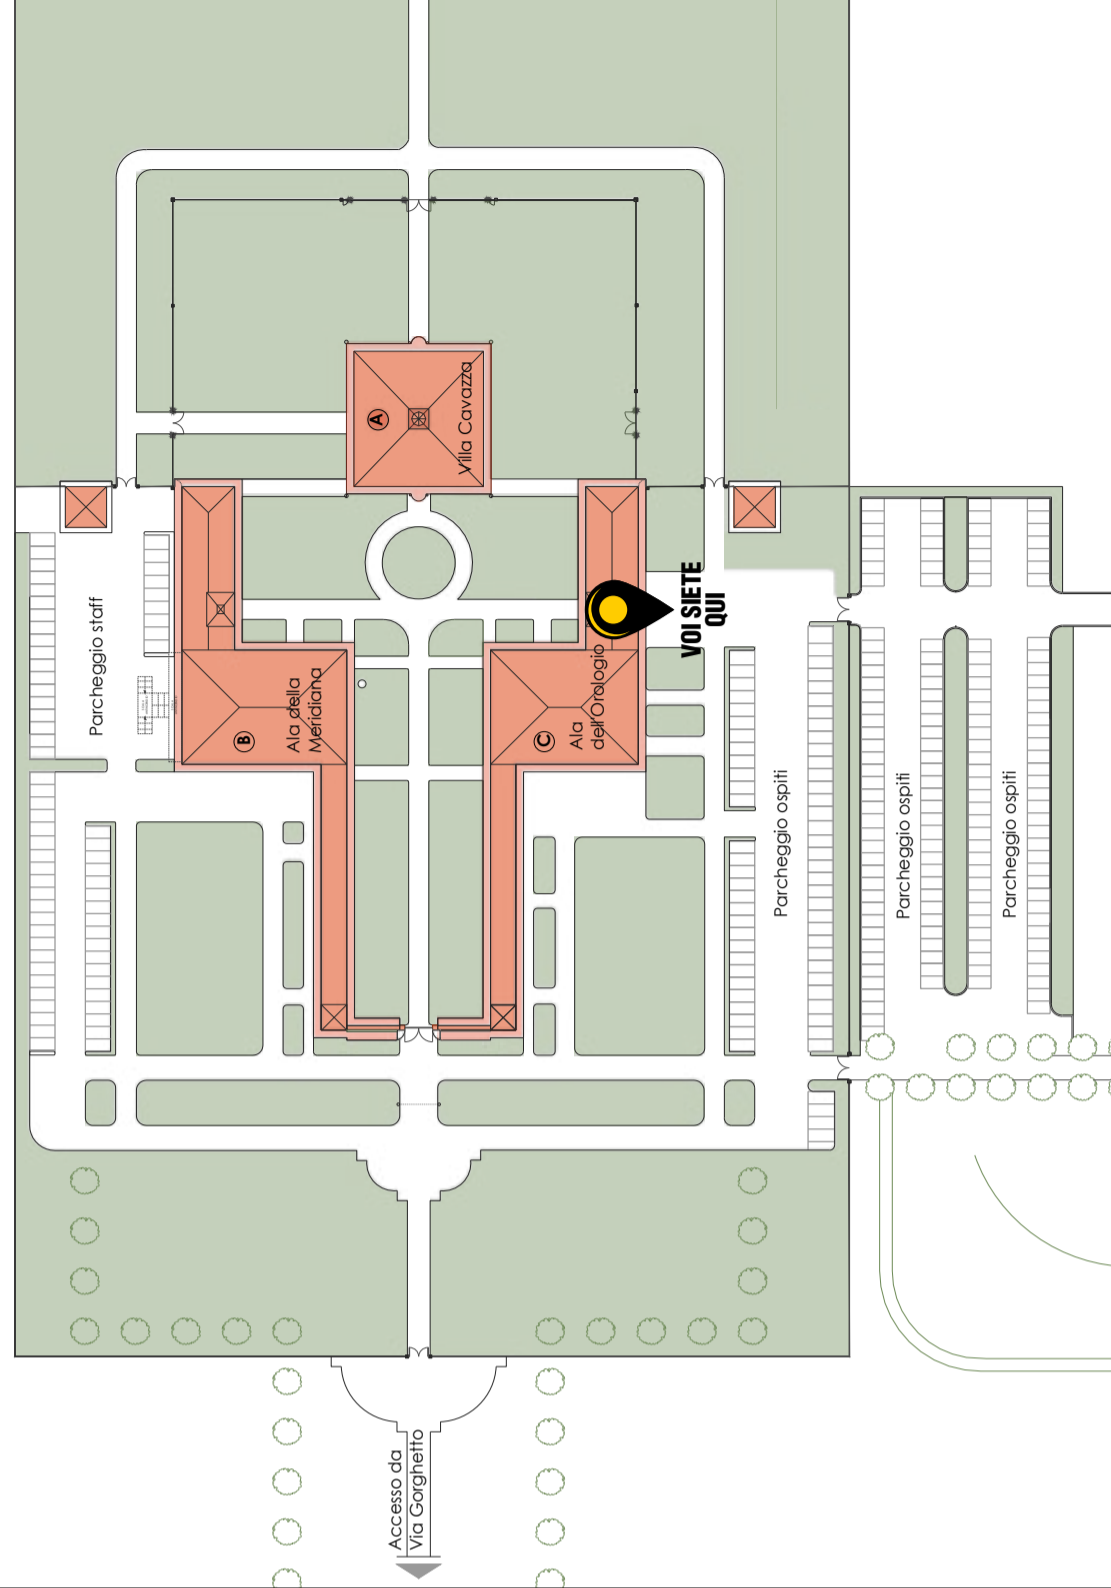 A
Villa Cavazza
B
Ala della
Meridiana
C
Ala
dell'Orologio
VOI SIETE
QUI
Parcheggio staff
Parcheggio ospiti
Parcheggio ospiti
Parcheggio ospiti
Accesso da
Via Gorghetto